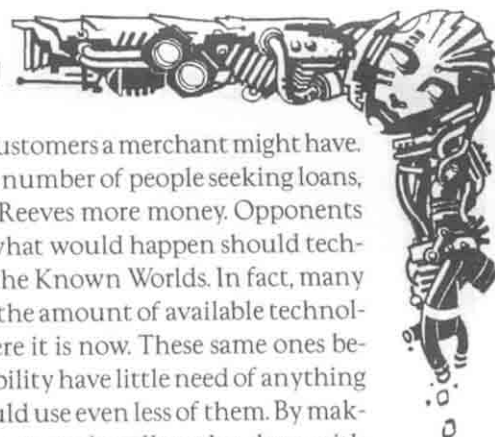 ustomers a merchant might have.
number of people seeking loans,
Reeves more money. Opponents
what would happen should tech-
he Known Worlds. In fact, many
the amount of available technol-
ere it is now. These same ones be-
bility have little need of anything
uld use even less of them. By mak-